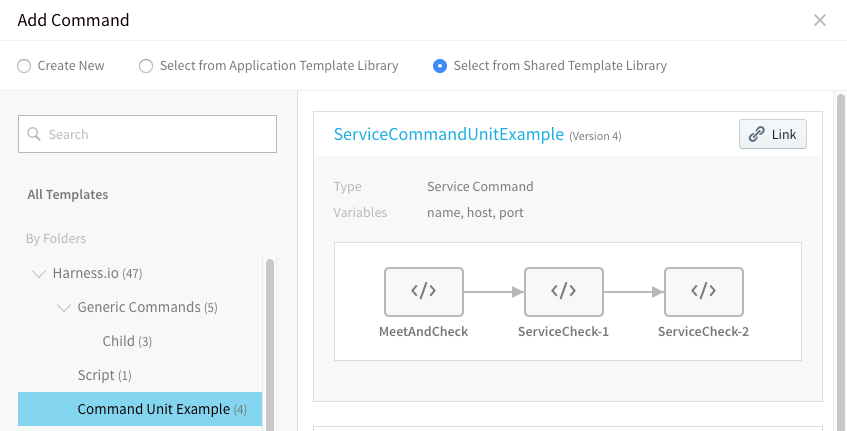 Add Command
Create New
Select from Application Template Library
Select from Shared Template Library
Search
All Templates
By Folders
Harness.io (47)
Generic Commands (5)
Child (3)
Script (1)
Command Unit Example (4)
ServiceCommandUnitExample (Version 4)
Link
Type Service Command
Variables name, host, port
MeetAndCheck ServiceCheck-1 ServiceCheck-2